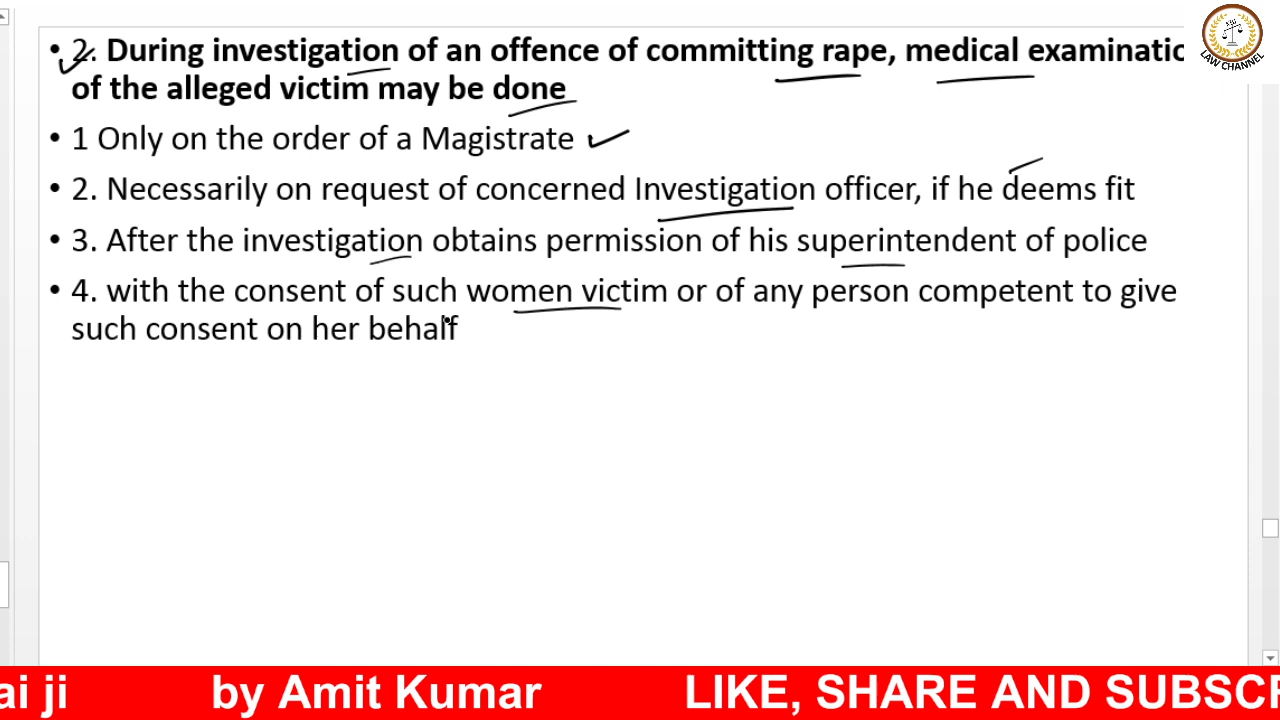 • 2. During investigation of an offence of committing rape, medical examinatio
of the alleged victim may be done
• 1 Only on the order of a Magistrate
• 2. Necessarily on request of concerned Investigation officer, if he deems fit
• 3. After the investigation obtains permission of his superintendent of police
• 4. with the consent of such women victim or of any person competent to give
such consent on her behalf
LAW CHANNEL
ai ji by Amit Kumar LIKE, SHARE AND SUBSCR